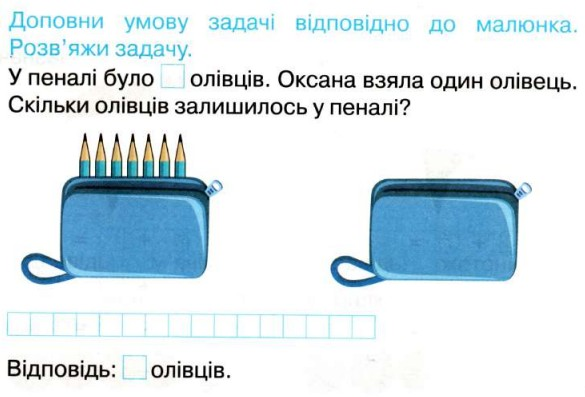 Доповни умову задачі відповідно до малюнка.
Розв'яжи задачу.
У пеналі було олівців. Оксана взяла один олівець.
Скільки олівців залишилось у пеналі?
Відповідь: олівців.